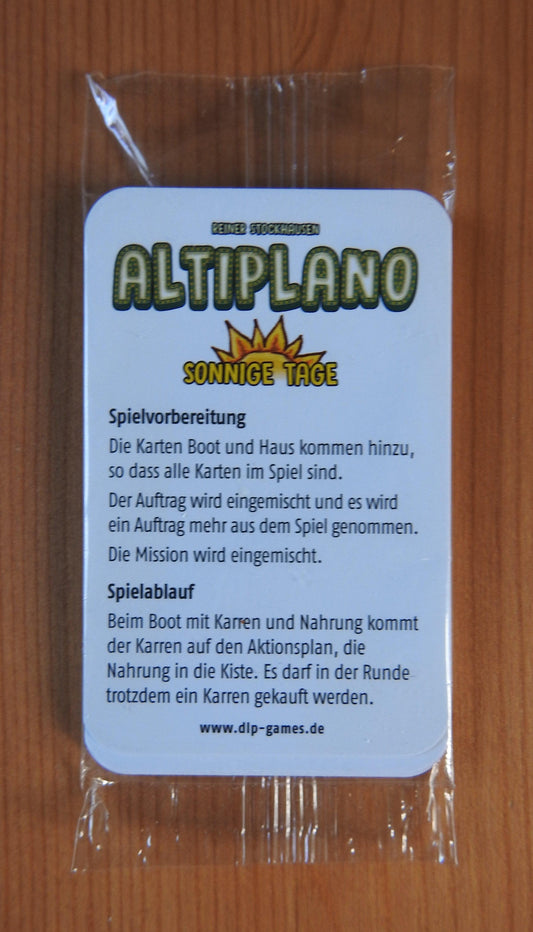 REINER STOCKHAUSEN
ALTIPLANO
SONNIGE TAGE
Spielvorbereitung
Die Karten Boot und Haus kommen hinzu,
so dass alle Karten im Spiel sind.
Der Auftrag wird eingemischt und es wird
ein Auftrag mehr aus dem Spiel genommen.
Die Mission wird eingemischt.
Spielablauf
Beim Boot mit Karren und Nahrung kommt
der Karren auf den Aktionsplan, die
Nahrung in die Kiste. Es darf in der Runde
trotzdem ein Karren gekauft werden.
www.dlp-games.de